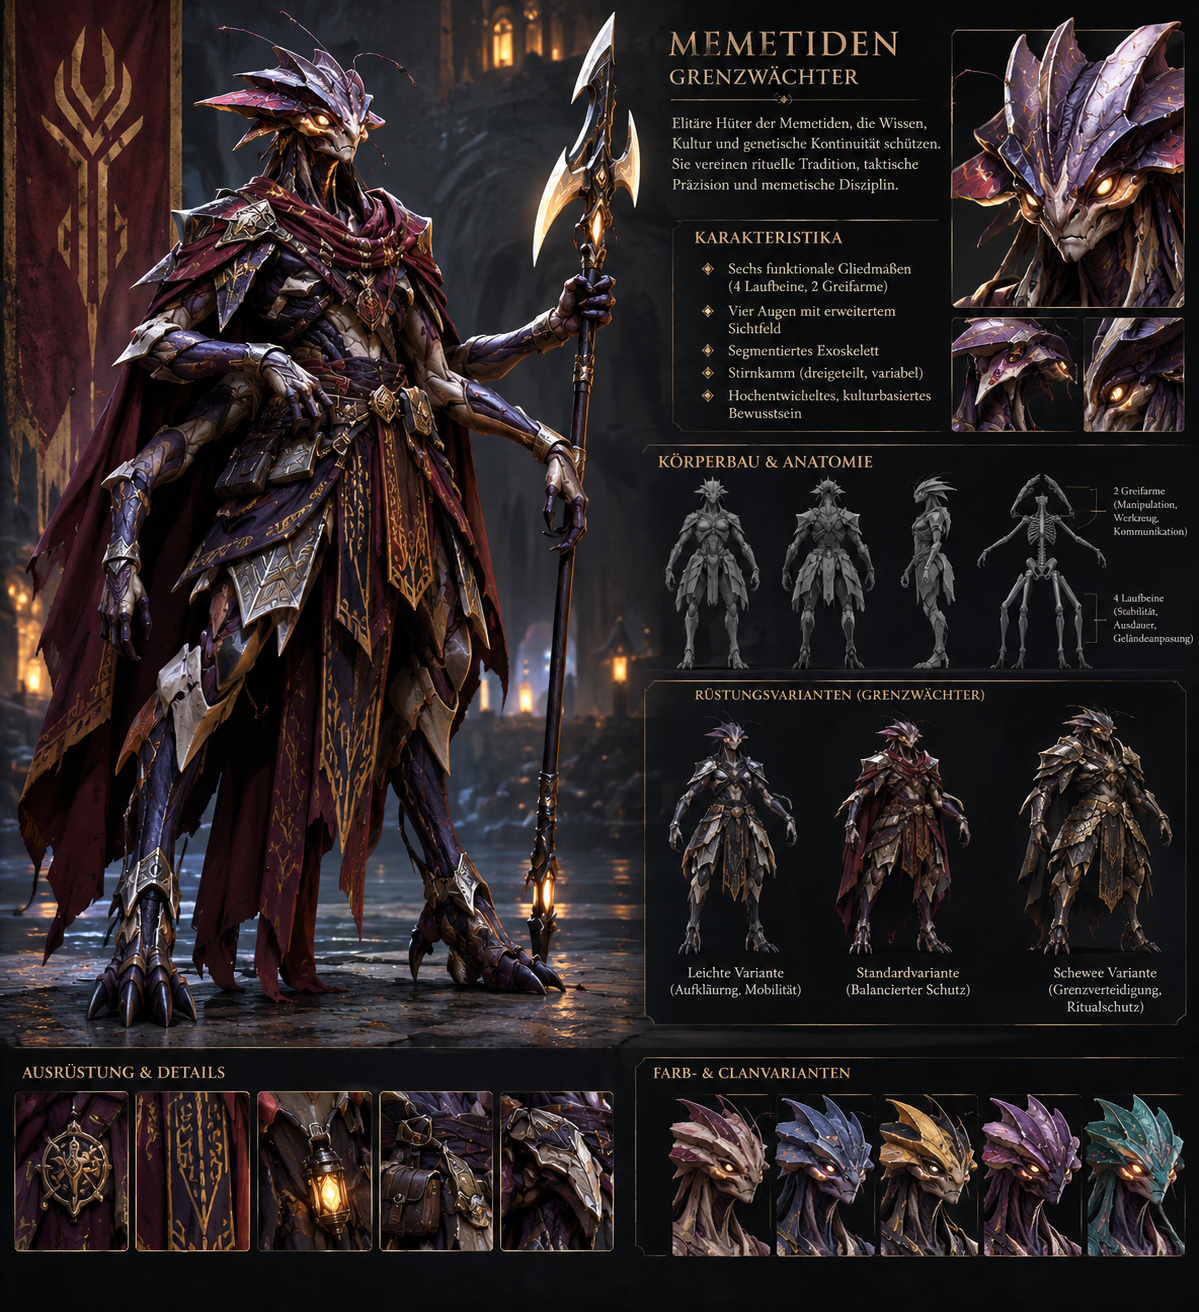 MEMETIDEN
GRENZWÄCHTER
Elitäre Hüter der Memetiden, die Wissen,
Kultur und genetische Kontinuität schützen.
Sie vereinen rituelle Tradition, taktische
Präzision und memetische Disziplin.
KARAKTERISTIKA
Sechs funktionale Gliedmaßen
(4 Laufbeine, 2 Greifarme)
Vier Augen mit erweitertem
Sichtfeld
Segmentiertes Exoskelett
Stirnkamm (dreigeteilt, variabel)
Hochentwickeltes, kulturbasiertes
Bewusstsein
KÖRPERBAU & ANATOMIE
2 Greifarme
(Manipulation,
Werkzeug,
Kommunikation)
4 Laufbeine
(Stabilität,
Ausdauer,
Geländeanpasung)
RÜSTUNGSVARIANTEN (GRENZWÄCHTER)
Leichte Variante
(Aufkläurng, Mobilität)
Standardvariante
(Balancierter Schutz)
Schewee Variante
(Grenzverteidigung,
Ritualschutz)
AUSRÜSTUNG & DETAILS
FARB- & CLANVARIANTEN